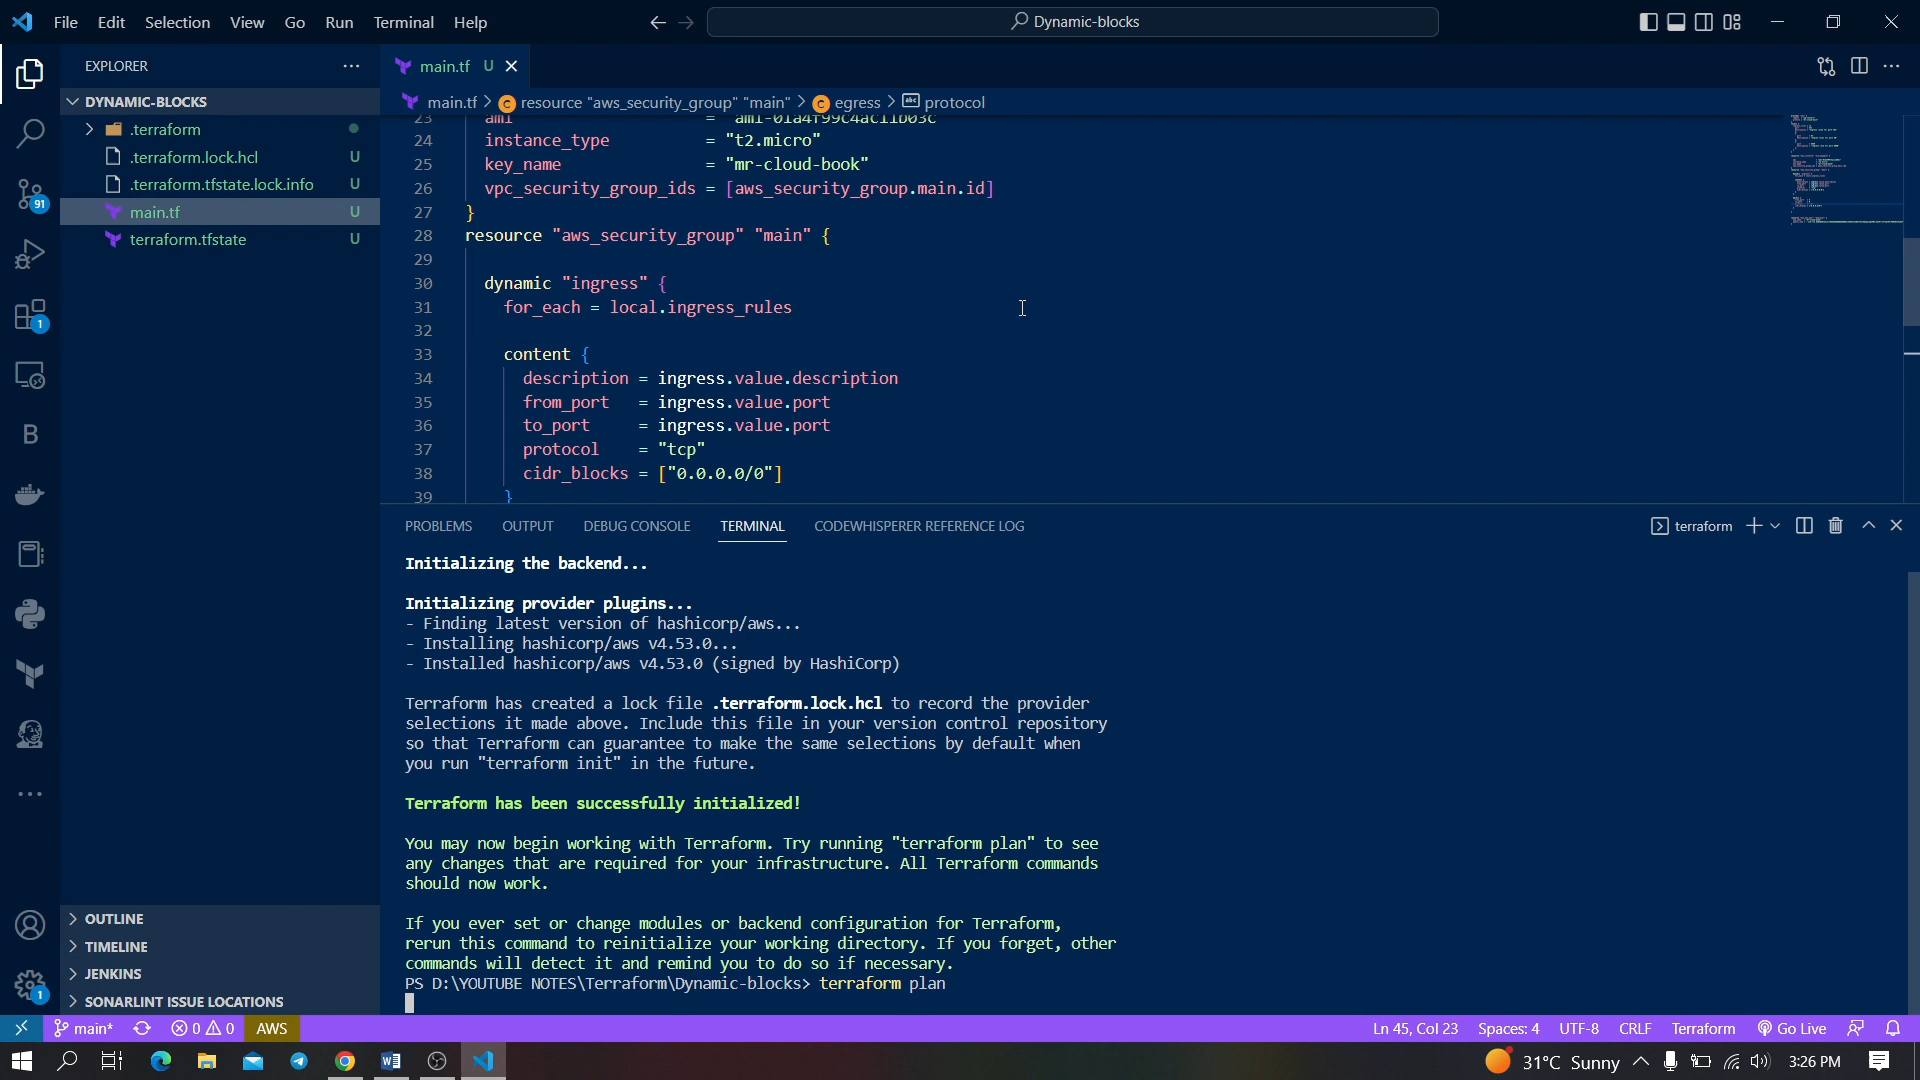 File Edit Selection View Go Run Terminal Help
Dynamic-blocks
EXPLORER
main.tf U
DYNAMIC-BLOCKS
main.tf > resource "aws_security_group" "main" > egress > protocol
.terraform
.terraform.lock.hcl U
.terraform.tfstate.lock.info U
main.tf U
terraform.tfstate U
23 ami = "ami-01a4f99c4ac11b03c"
24 instance_type = "t2.micro"
25 key_name = "mr-cloud-book"
26 vpc_security_group_ids = [aws_security_group.main.id]
27 }
28 resource "aws_security_group" "main" {
29
30 dynamic "ingress" {
31 for_each = local.ingress_rules
32
33 content {
34 description = ingress.value.description
35 from_port = ingress.value.port
36 to_port = ingress.value.port
37 protocol = "tcp"
38 cidr_blocks = ["0.0.0.0/0"]
39 }
91
1
B
PROBLEMS OUTPUT DEBUG CONSOLE TERMINAL CODEWHISPERER REFERENCE LOG
terraform
Initializing the backend...
Initializing provider plugins...
- Finding latest version of hashicorp/aws...
- Installing hashicorp/aws v4.53.0...
- Installed hashicorp/aws v4.53.0 (signed by HashiCorp)
Terraform has created a lock file .terraform.lock.hcl to record the provider
selections it made above. Include this file in your version control repository
so that Terraform can guarantee to make the same selections by default when
you run "terraform init" in the future.
Terraform has been successfully initialized!
You may now begin working with Terraform. Try running "terraform plan" to see
any changes that are required for your infrastructure. All Terraform commands
should now work.
If you ever set or change modules or backend configuration for Terraform,
rerun this command to reinitialize your working directory. If you forget, other
commands will detect it and remind you to do so if necessary.
PS D:\YOUTUBE NOTES\Terraform\Dynamic-blocks> terraform plan
OUTLINE
TIMELINE
JENKINS
SONARLINT ISSUE LOCATIONS
1
main* 0 0 AWS
Ln 45, Col 23 Spaces: 4 UTF-8 CRLF Terraform Go Live
31°C Sunny 3:26 PM